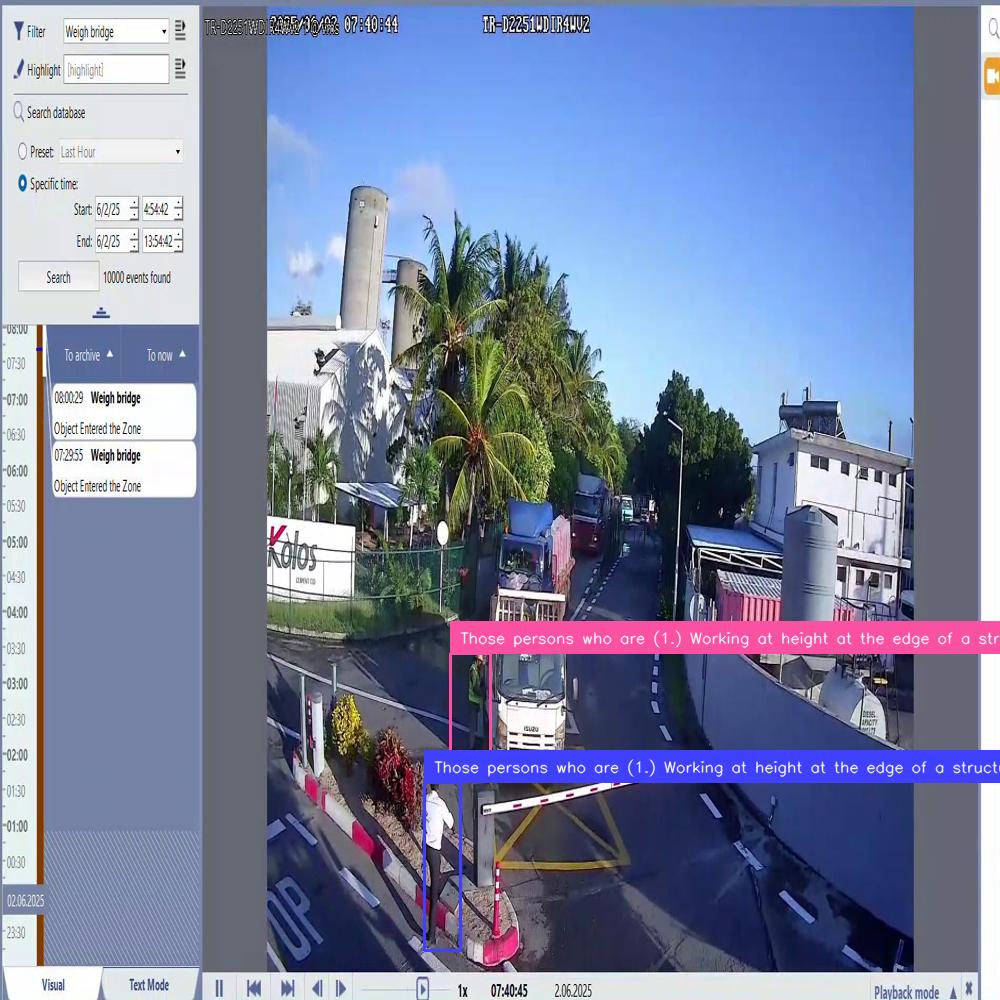 Filter
Weigh bridge
Highlight
[highlight]
Search database
Preset:
Last Hour
Specific time:
Start: 6/2/25 4:54:42
End: 6/2/25 13:54:42
Search
10000 events found
08:00
07:30
07:00
06:30
06:00
05:30
05:00
04:30
04:00
03:30
03:00
02:30
02:00
01:30
01:00
00:30
02.06.2025
23:30
To archive
To now
08:00:29 Weigh bridge
Object Entered the Zone
07:29:55 Weigh bridge
Object Entered the Zone
Visual
Text Mode
07:40:44
TR-D2251WDIR4WV2
Kolos
CEMENT LTD
ISUZU
DIESEL
Those persons who are (1.) Working at height at the edge of a str
Those persons who are (1.) Working at height at the edge of a struct
1x
07:40:45
2.06.2025
Playback mode